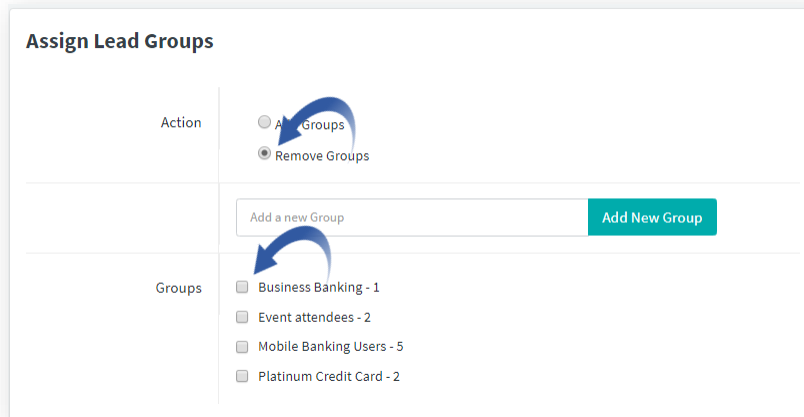 Assign Lead Groups
Action
Groups
Remove Groups
Add a new Group
Add New Group
Groups
Business Banking - 1
Event attendees - 2
Mobile Banking Users - 5
Platinum Credit Card - 2